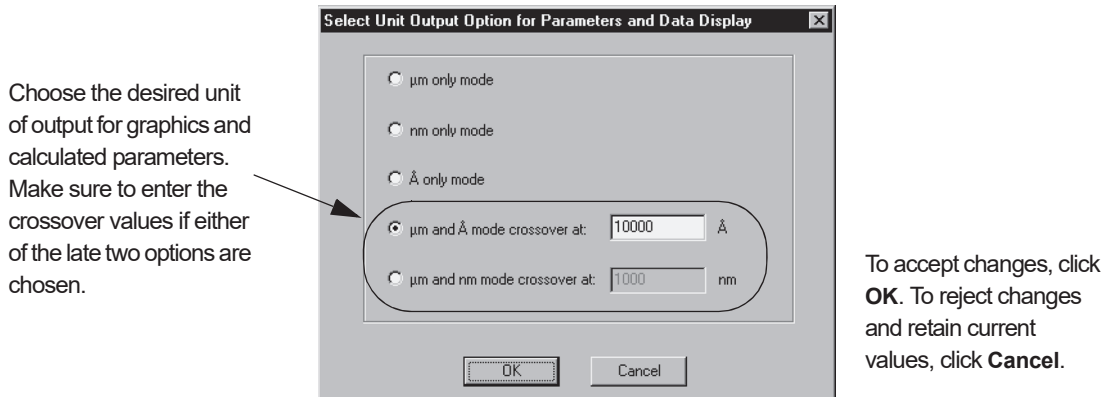 Select Unit Output Option for Parameters and Data Display
Choose the desired unit
of output for graphics and
calculated parameters.
Make sure to enter the
crossover values if either
of the late two options are
chosen.
µm only mode
nm only mode
Å only mode
µm and Å mode crossover at: 10000 Å
µm and nm mode crossover at: 1000 nm
OK Cancel
To accept changes, click
OK. To reject changes
and retain current
values, click Cancel.